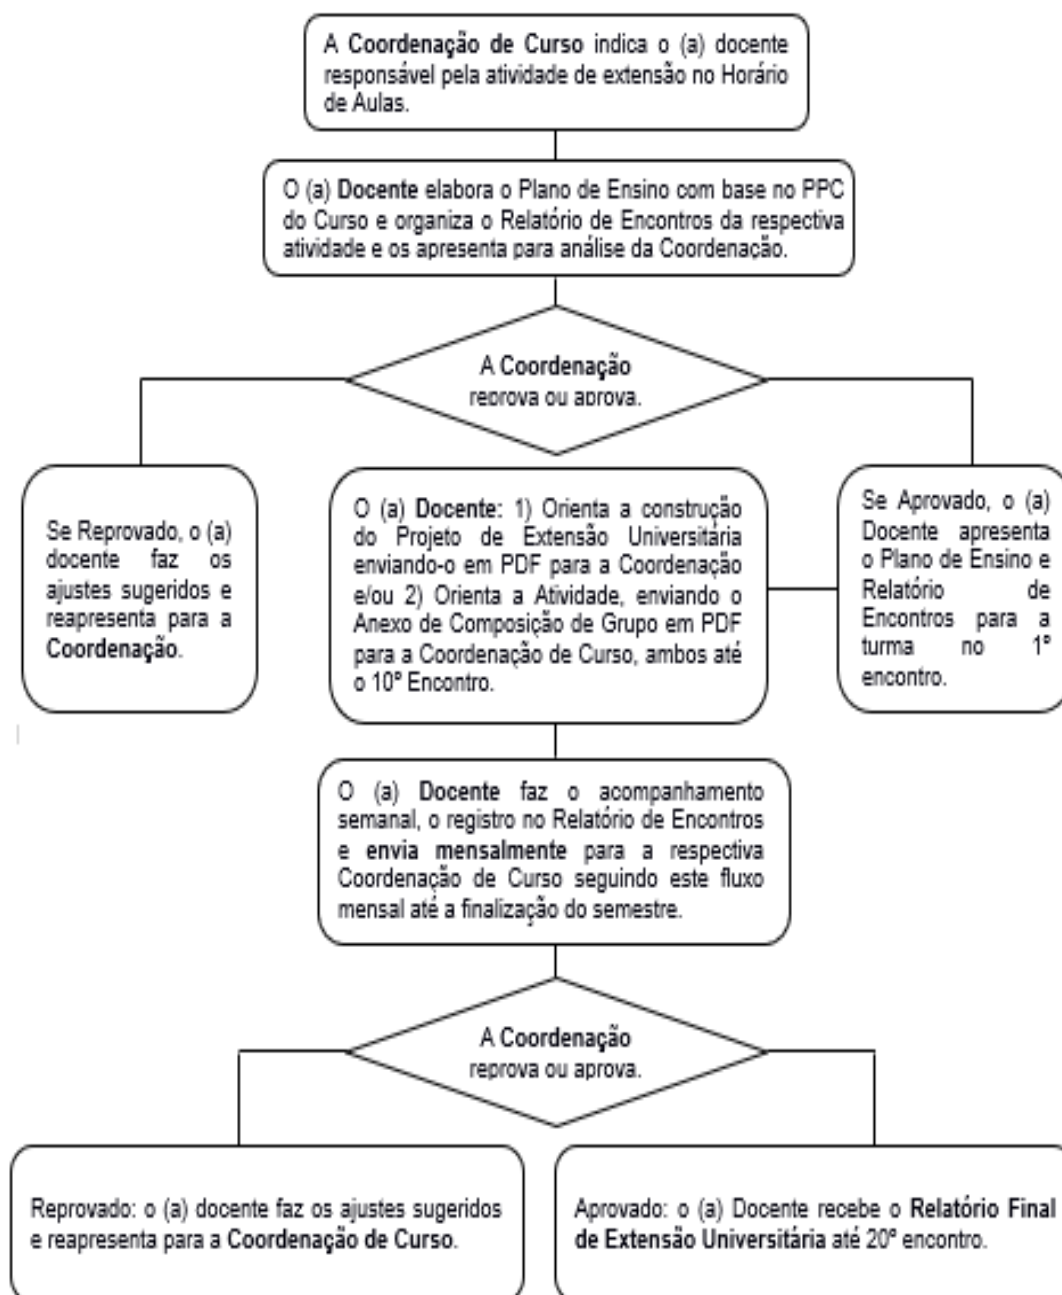 A Coordenação de Curso indica o (a) docente
responsável pela atividade de extensão no Horário
de Aulas.
O (a) Docente elabora o Plano de Ensino com base no PPC
do Curso e organiza o Relatório de Encontros da respectiva
atividade e os apresenta para análise da Coordenação.
A Coordenação
reprova ou aprova.
Se Reprovado, o (a)
docente faz os
ajustes sugeridos e
reapresenta para a
Coordenação.
O (a) Docente: 1) Orienta a construção
do Projeto de Extensão Universitária
enviando-o em PDF para a Coordenação
e/ou 2) Orienta a Atividade, enviando o
Anexo de Composição de Grupo em PDF
para a Coordenação de Curso, ambos até
o 10º Encontro.
Se Aprovado, o (a)
Docente apresenta
o Plano de Ensino e
Relatório de
Encontros para a
turma no 1º
encontro.
O (a) Docente faz o acompanhamento
semanal, o registro no Relatório de Encontros
e envia mensalmente para a respectiva
Coordenação de Curso seguindo este fluxo
mensal até a finalização do semestre.
A Coordenação
reprova ou aprova.
Reprovado: o (a) docente faz os ajustes sugeridos
e reapresenta para a Coordenação de Curso.
Aprovado: o (a) Docente recebe o Relatório Final
de Extensão Universitária até 20º encontro.